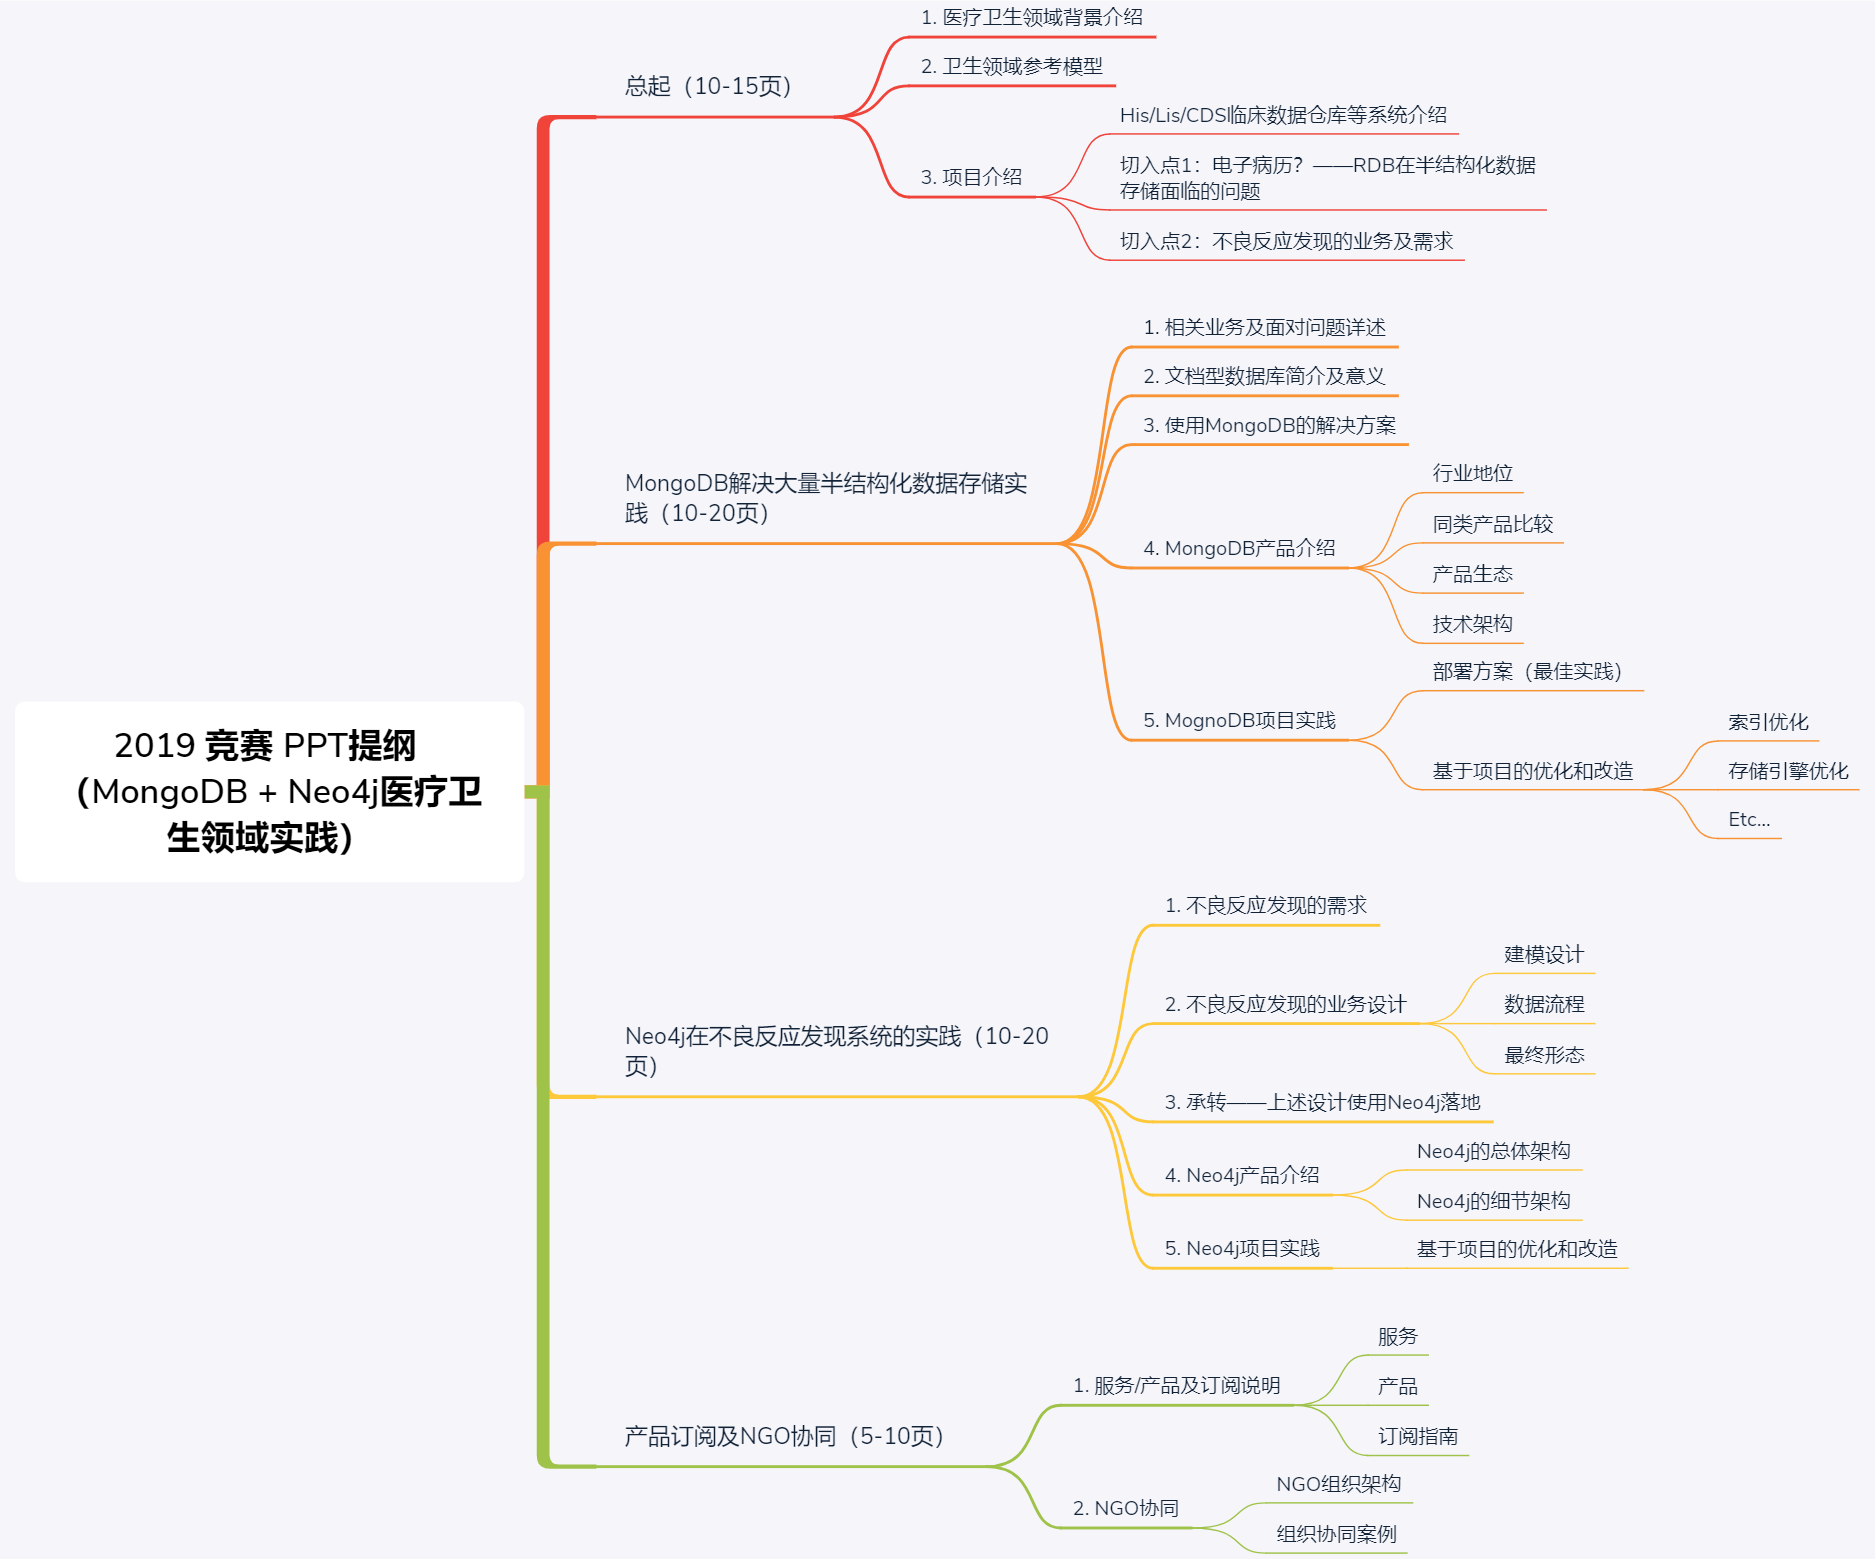 2019 竞赛 PPT提纲
（MongoDB + Neo4j医疗卫
生领域实践）
总起（10-15页）
1. 医疗卫生领域背景介绍
2. 卫生领域参考模型
3. 项目介绍
His/Lis/CDS临床数据仓库等系统介绍
切入点1：电子病历？——RDB在半结构化数据
存储面临的问题
切入点2：不良反应发现的业务及需求
MongoDB解决大量半结构化数据存储实
践（10-20页）
1. 相关业务及面对问题详述
2. 文档型数据库简介及意义
3. 使用MongoDB的解决方案
4. MongoDB产品介绍
行业地位
同类产品比较
产品生态
技术架构
5. MognoDB项目实践
部署方案（最佳实践）
基于项目的优化和改造
索引优化
存储引擎优化
Etc...
Neo4j在不良反应发现系统的实践（10-20
页）
1. 不良反应发现的需求
2. 不良反应发现的业务设计
建模设计
数据流程
最终形态
3. 承转——上述设计使用Neo4j落地
4. Neo4j产品介绍
Neo4j的总体架构
Neo4j的细节架构
5. Neo4j项目实践
基于项目的优化和改造
产品订阅及NGO协同（5-10页）
1. 服务/产品及订阅说明
服务
产品
订阅指南
2. NGO协同
NGO组织架构
组织协同案例